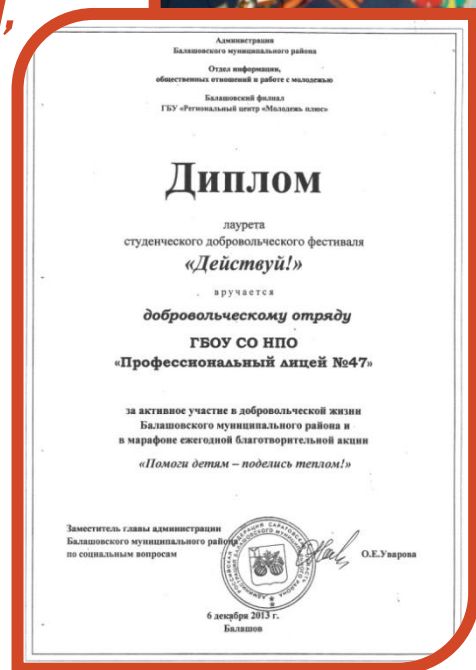 Администрация
Балашовского муниципального района
Отдел информации,
общественных отношений и работе с молодежью
Балашовский филиал
ГБУ «Региональный центр «Молодежь плюс»
Диплом
лаурета
студенческого добровольческого фестиваля
«Действуй!»
вручается
добровольческому отряду
ГБОУ СО НПО
«Профессиональный лицей №47»
за активное участие в добровольческой жизни
Балашовского муниципального района и
в марафоне ежегодной благотворительной акции
«Помоги детям – поделись теплом!»
Заместитель главы администрации
Балашовского муниципального района
по социальным вопросам
О.Е.Уварова
6 декабря 2013 г.
Балашов